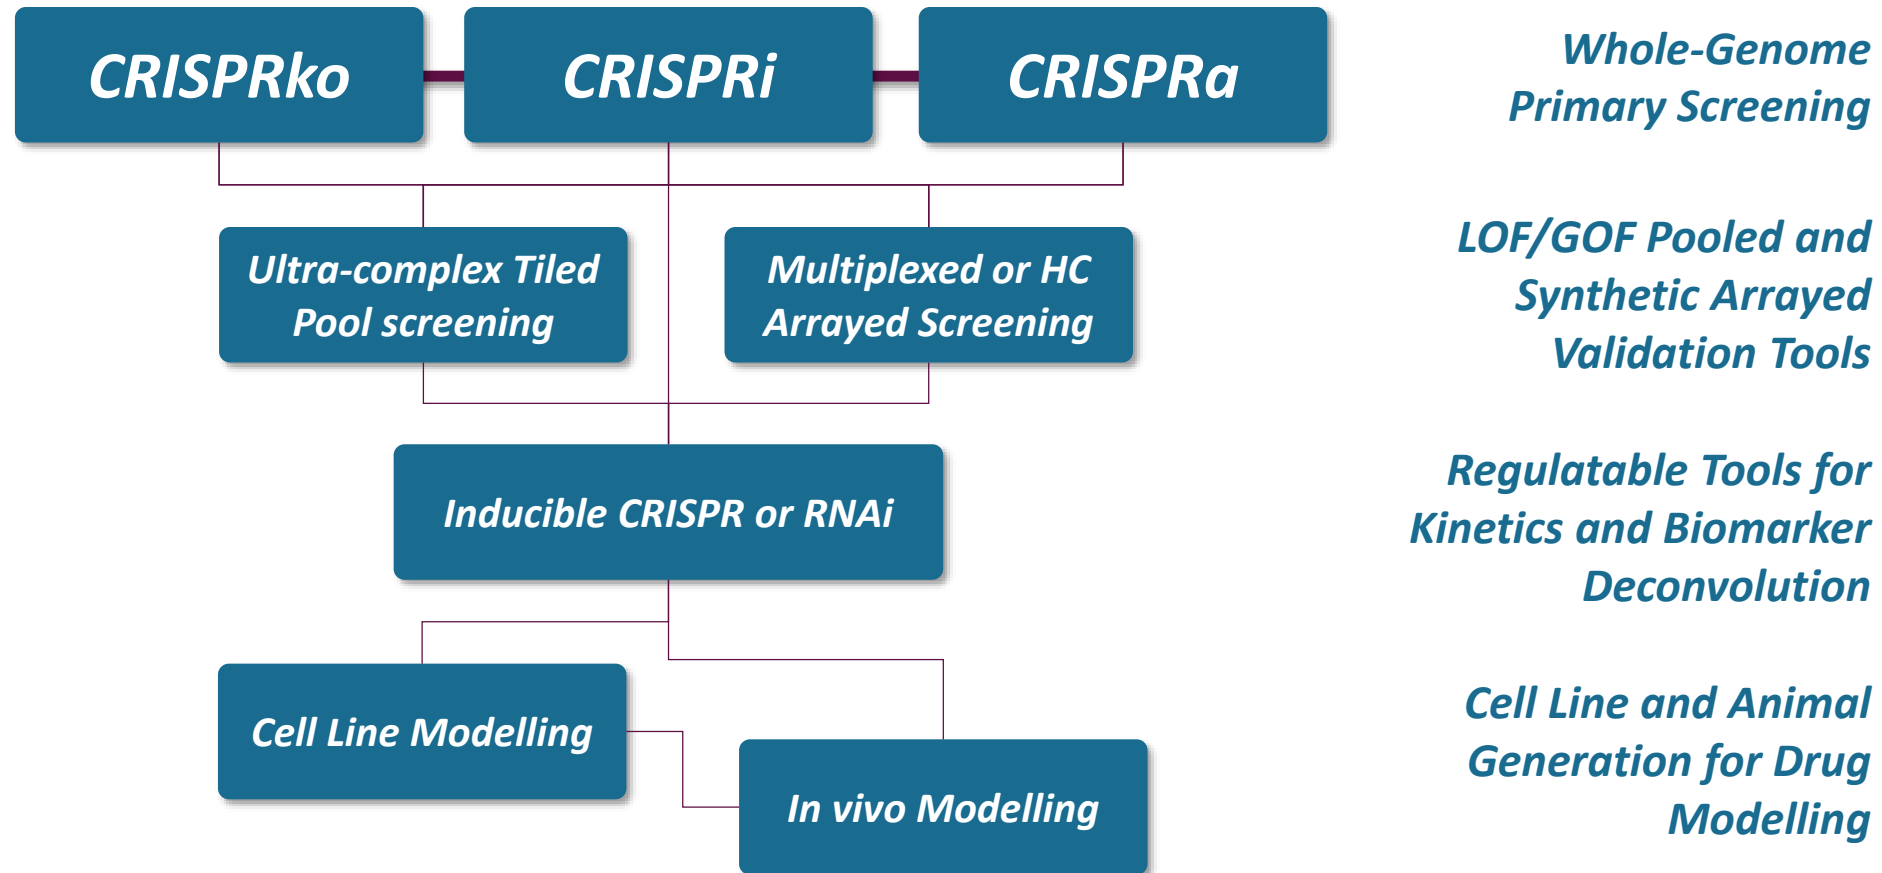 CRISPRko
CRISPRi
CRISPRa
Whole-Genome
Primary Screening
Ultra-complex Tiled
Pool screening
Multiplexed or HC
Arrayed Screening
LOF/GOF Pooled and
Synthetic Arrayed
Validation Tools
Inducible CRISPR or RNAi
Regulatable Tools for
Kinetics and Biomarker
Deconvolution
Cell Line Modelling
In vivo Modelling
Cell Line and Animal
Generation for Drug
Modelling